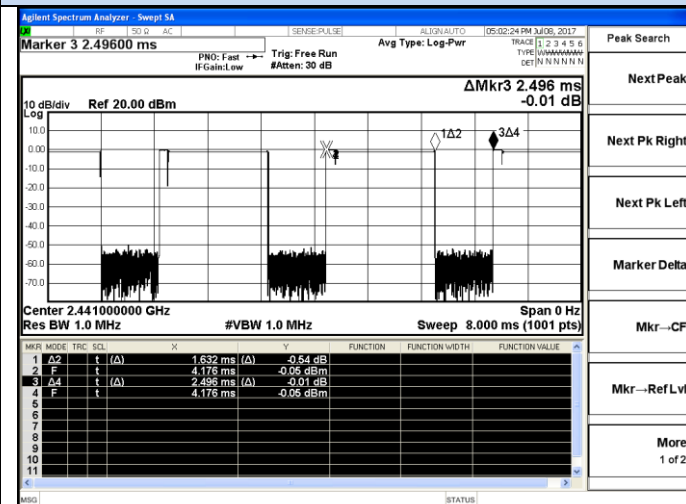 Agilent Spectrum Analyzer - Swept SA
RF 50 Ω AC SENSE:PULSE ALIGNAUTO 05:02:24 PM Jul 08, 2017
Marker 3 2.49600 ms
PNO: Fast
IFGain:Low
Trig: Free Run
#Atten: 30 dB
Avg Type: Log-Pwr
TRACE 1 2 3 4 5 6
TYPE
DET N N N N N N
ΔMkr3 2.496 ms
-0.01 dB
10 dB/div Ref 20.00 dBm
Log
10.0
0.00
-10.0
-20.0
-30.0
-40.0
-50.0
-60.0
-70.0
1Δ2
3Δ4
Center 2.441000000 GHz Span 0 Hz
Res BW 1.0 MHz #VBW 1.0 MHz Sweep 8.000 ms (1001 pts)
MKR MODE TRC SCL X Y FUNCTION FUNCTION WIDTH FUNCTION VALUE
1 Δ2 t (Δ) 1.632 ms (Δ) -0.54 dB
2 F t 4.176 ms -0.05 dBm
3 Δ4 t (Δ) 2.496 ms (Δ) -0.01 dB
4 F t 4.176 ms -0.05 dBm
5
6
7
8
9
10
11
MSG STATUS
Peak Search
Next Peak
Next Pk Right
Next Pk Left
Marker Delta
Mkr→CF
Mkr→Ref Lvl
More
1 of 2